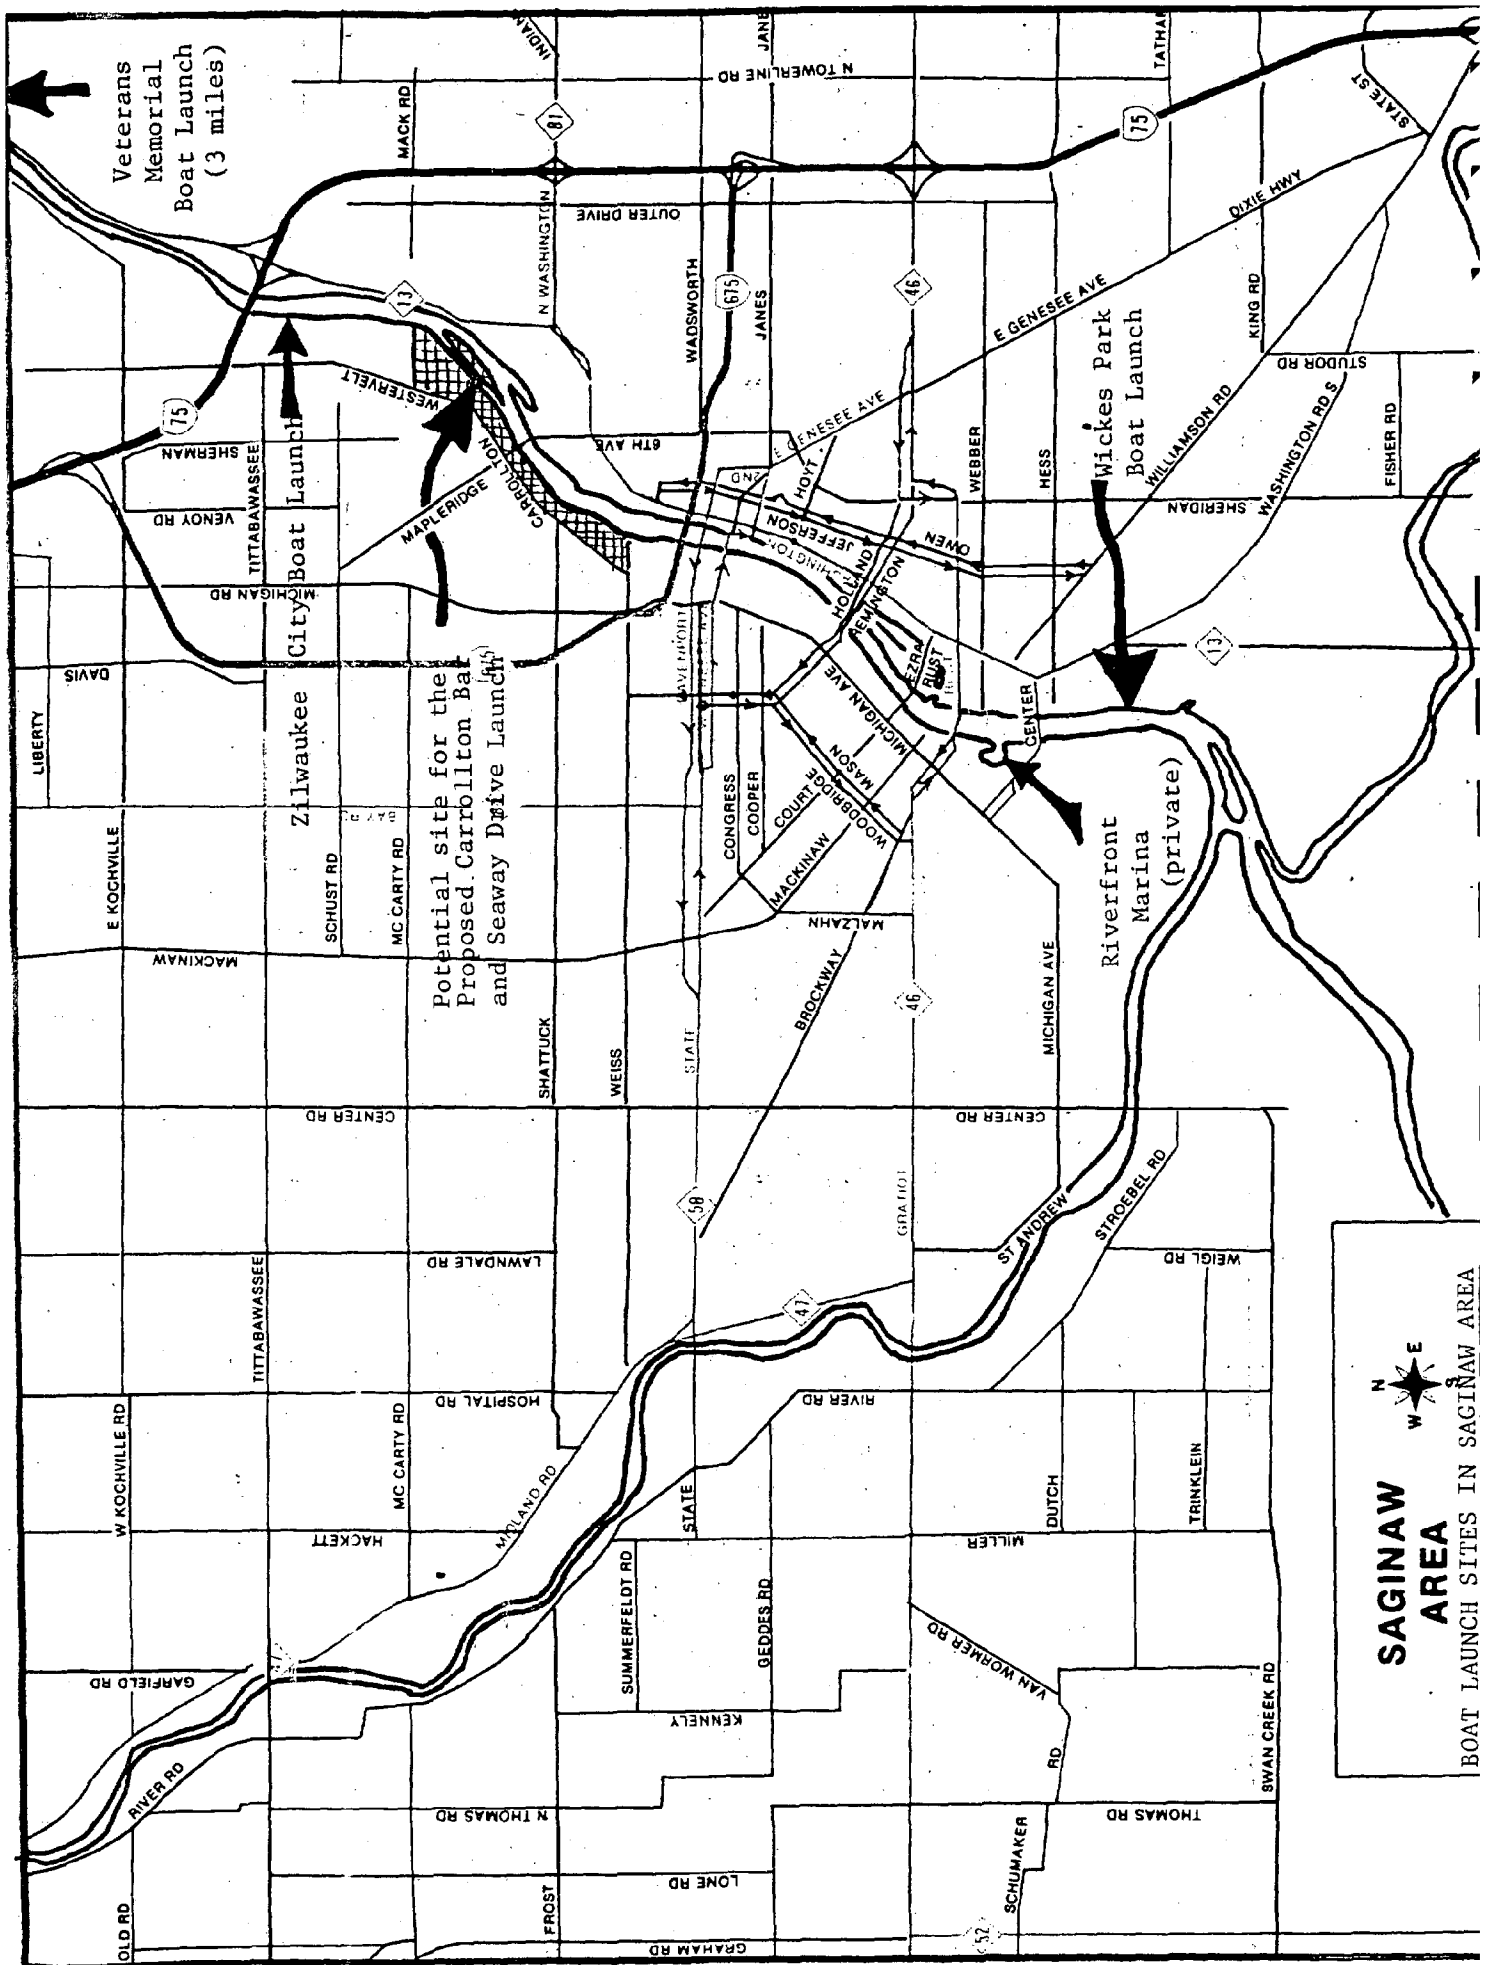 Veterans
Memorial
Boat Launch
(3 miles)
Zilwaukee City Boat Launch
Potential site for the
Proposed Carrollton Bar
and Seaway Drive Launch
Wickes Park
Boat Launch
Riverfront
Marina
(private)
INDIAN
JANE
TATHAM
N TOWERLINE RD
MACK RD
81
75
STATE ST
DIXIE HWY
OUTER DRIVE
N WASHINGTON
WADSWORTH
675
JANES
46
E GENESEE AVE
KING RD
STUDOR RD
13
WESTERVELT
75
SHERMAN
TITTABAWASSEE
CARROLLTON
6TH AVE
2ND
E GENESEE AVE
HOYT
WEBBER
HESS
WILLIAMSON RD
WASHINGTON RD S
FISHER RD
SHERIDAN
VENOY RD
MAPLERIDGE
MICHIGAN RD
JEFFERSON
OWEN
HOLLAND
REMINGTON
EZRA
RUST
DAVIS
LIBERTY
DAVENPORT
MICHIGAN AVE
CENTER
13
E KOCHVILLE
SCHUST RD
BAY RD
MC CARTY RD
CONGRESS
COOPER
COURT
MASON
WOODBRIDGE
MACKINAW
MALZAHN
MACKINAW
SHATTUCK
WEISS
STATE
BROCKWAY
46
MICHIGAN AVE
CENTER RD
CENTER RD
58
GRATIOT
ST ANDREW
STROEBEL RD
WEIGL RD
LAWNDALE RD
TITTABAWASSEE
47
HOSPITAL RD
RIVER RD
W KOCHVILLE RD
MC CARTY RD
MIDLAND RD
HACKETT
STATE
MILLER
DUTCH
TRINKLEIN
SUMMERFELDT RD
GEDDES RD
VAN WORMER RD
GARFIELD RD
KENNELY
RD
SWAN CREEK RD
RIVER RD
N THOMAS RD
THOMAS RD
SCHUMAKER
LONE RD
OLD RD
FROST
GRAHAM RD
52
N
W
E
S
SAGINAW
AREA
BOAT LAUNCH SITES IN SAGINAW AREA